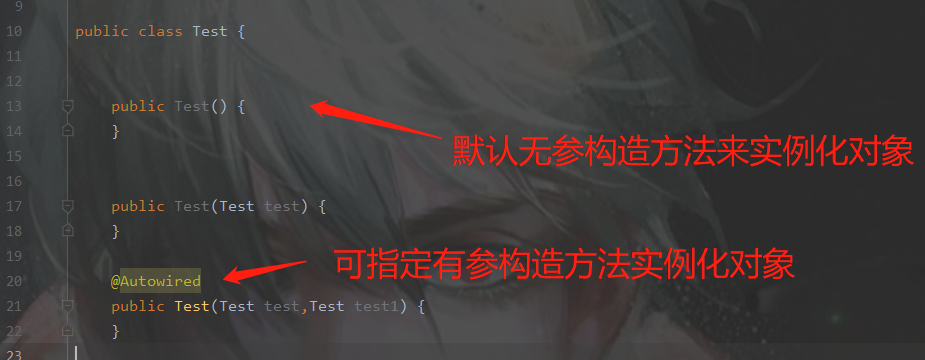 9
10 public class Test {
11
12
13 public Test() {
默认无参构造方法来实例化对象
14 }
15
16
17 public Test(Test test) {
18 }
19
可指定有参构造方法实例化对象
20 @Autowired
21 public Test(Test test,Test test1) {
22 }
23